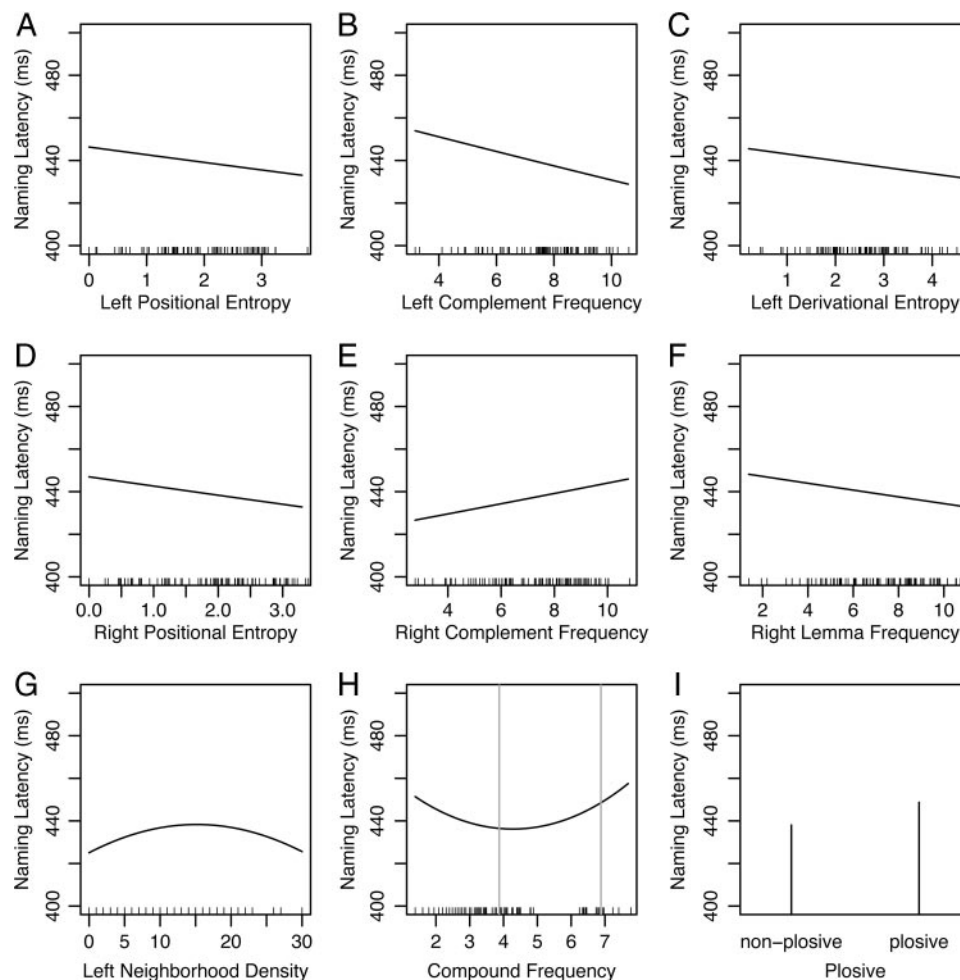 A
B
C
Naming Latency (ms)
400 440 480
0 1 2 3
Left Positional Entropy
Naming Latency (ms)
400 440 480
4 6 8 10
Left Complement Frequency
Naming Latency (ms)
400 440 480
1 2 3 4
Left Derivational Entropy
D
E
F
Naming Latency (ms)
400 440 480
0.0 1.0 2.0 3.0
Right Positional Entropy
Naming Latency (ms)
400 440 480
4 6 8 10
Right Complement Frequency
Naming Latency (ms)
400 440 480
2 4 6 8 10
Right Lemma Frequency
G
H
I
Naming Latency (ms)
400 440 480
0 10 20 30
Left Neighborhood Density
Naming Latency (ms)
400 440 480
2 3 4 5 6 7
Compound Frequency
Naming Latency (ms)
400 440 480
non−plosive plosive
Plosive